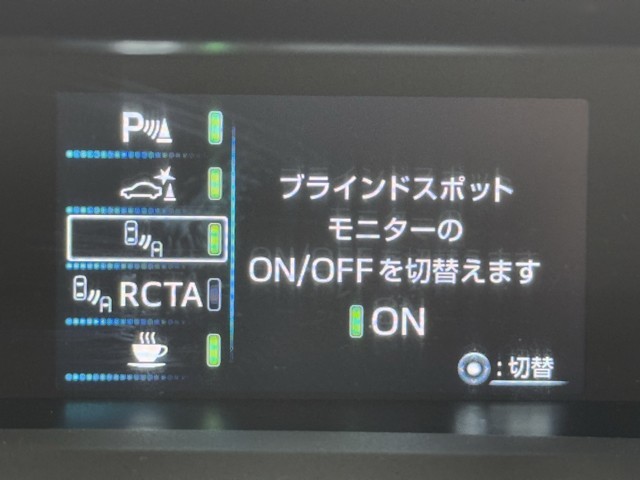 P
RCTA
ブラインドスポット
モニターの
ON/OFFを切替えます
ON
:切替